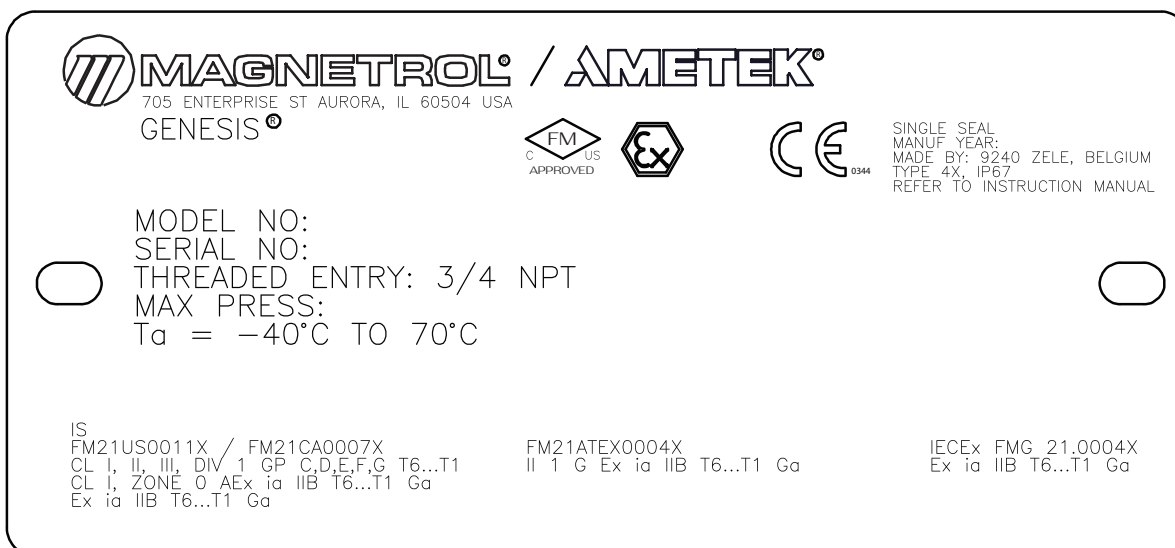 MAGNETROL® / AMETEK®
705 ENTERPRISE ST AURORA, IL 60504 USA
GENESIS®
FM
C US
APPROVED
Ex
CE 0344
SINGLE SEAL
MANUF YEAR:
MADE BY: 9240 ZELE, BELGIUM
TYPE 4X, IP67
REFER TO INSTRUCTION MANUAL
MODEL NO:
SERIAL NO:
THREADED ENTRY: 3/4 NPT
MAX PRESS:
Ta = -40°C TO 70°C
IS
FM21US0011X / FM21CA0007X
CL I, II, III, DIV 1 GP C,D,E,F,G T6...T1
CL I, ZONE 0 AEx ia IIB T6...T1 Ga
Ex ia IIB T6...T1 Ga
FM21ATEX0004X
II 1 G Ex ia IIB T6...T1 Ga
IECEx FMG 21.0004X
Ex ia IIB T6...T1 Ga